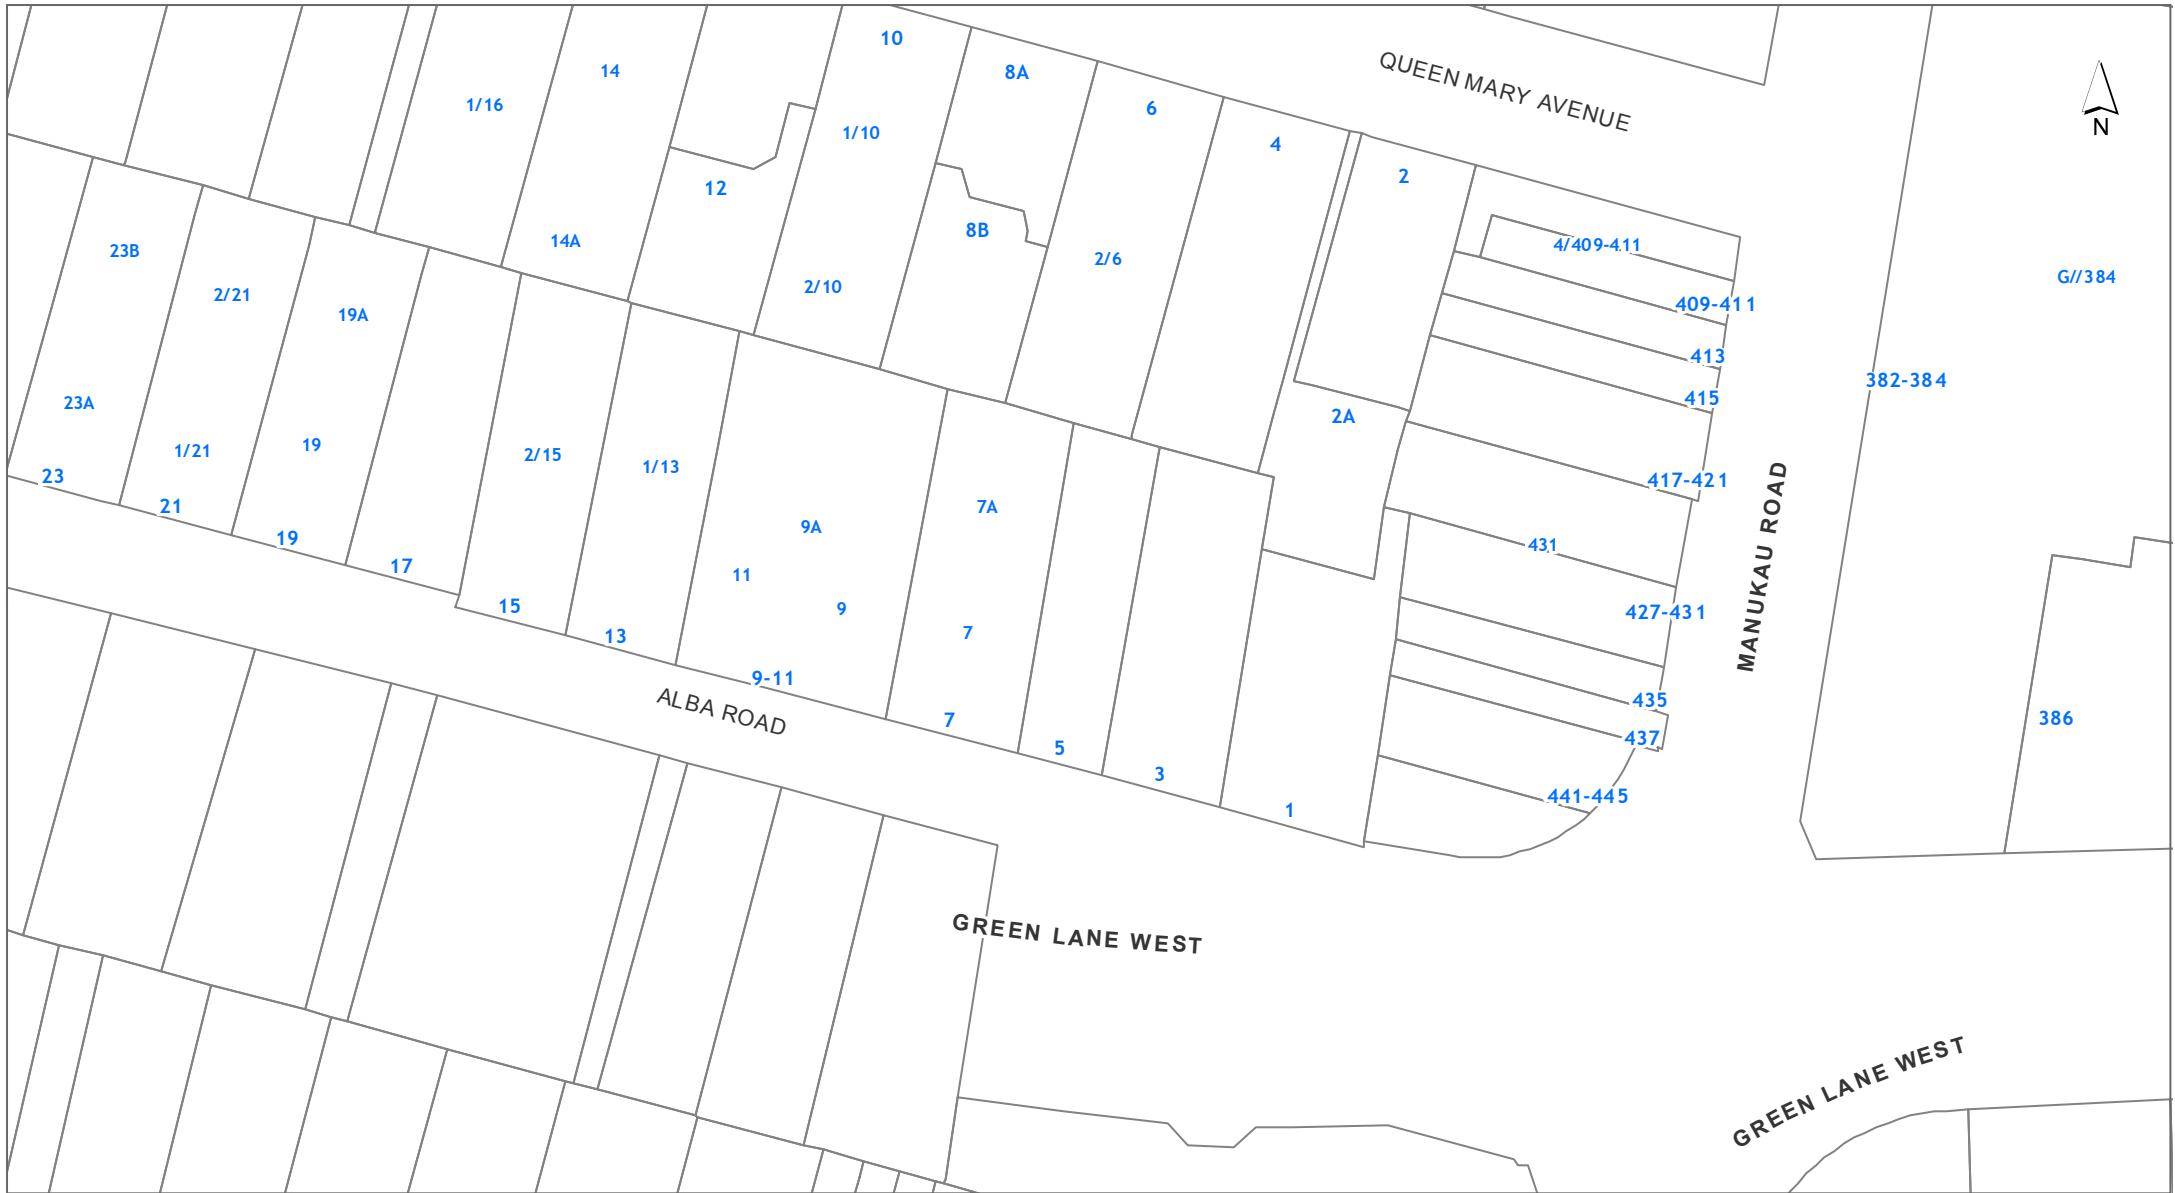 10
14
8A
QUEEN MARY AVENUE
1/16
6
N
1/10
4
2
12
8B
14A
4/409-411
23B
2/6
G//384
2/10
2/21
409-411
19A
413
382-384
415
23A
2A
19
1/21
2/15
1/13
23
417-421
21
7A
9A
19
431
17
11
15
9
427-431
MANUKAU ROAD
13
7
9-11
435
ALBA ROAD
7
386
437
5
3
441-445
1
GREEN LANE WEST
GREEN LANE WEST